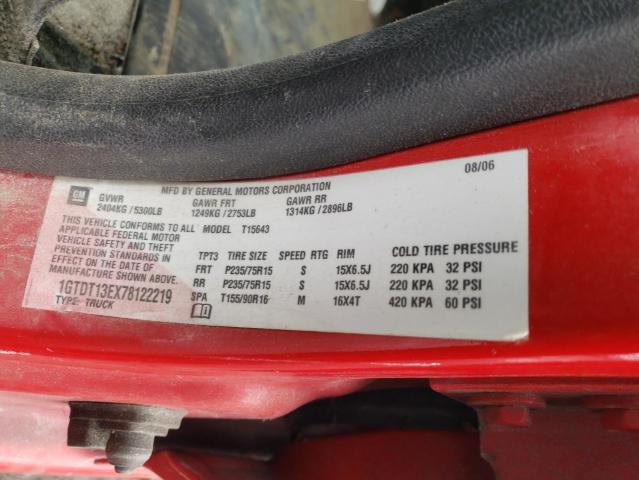 08/06
MFD BY GENERAL MOTORS CORPORATION
GM GVWR GAWR FRT GAWR RR
2404KG / 5300LB 1249KG / 2753LB 1314KG / 2896LB
THIS VEHICLE CONFORMS TO ALL MODEL T15643
APPLICABLE U.S. FEDERAL MOTOR
VEHICLE SAFETY AND THEFT
PREVENTION STANDARDS IN
EFFECT ON THE DATE OF
MANUFACTURE SHOWN ABOVE.
1GTDT13EX78122219
TYPE: TRUCK
TPT3 TIRE SIZE SPEED RTG RIM COLD TIRE PRESSURE
FRT P235/75R15 S 15X6.5J 220 KPA 32 PSI
RR P235/75R15 S 15X6.5J 220 KPA 32 PSI
SPA T155/90R16 M 16X4T 420 KPA 60 PSI